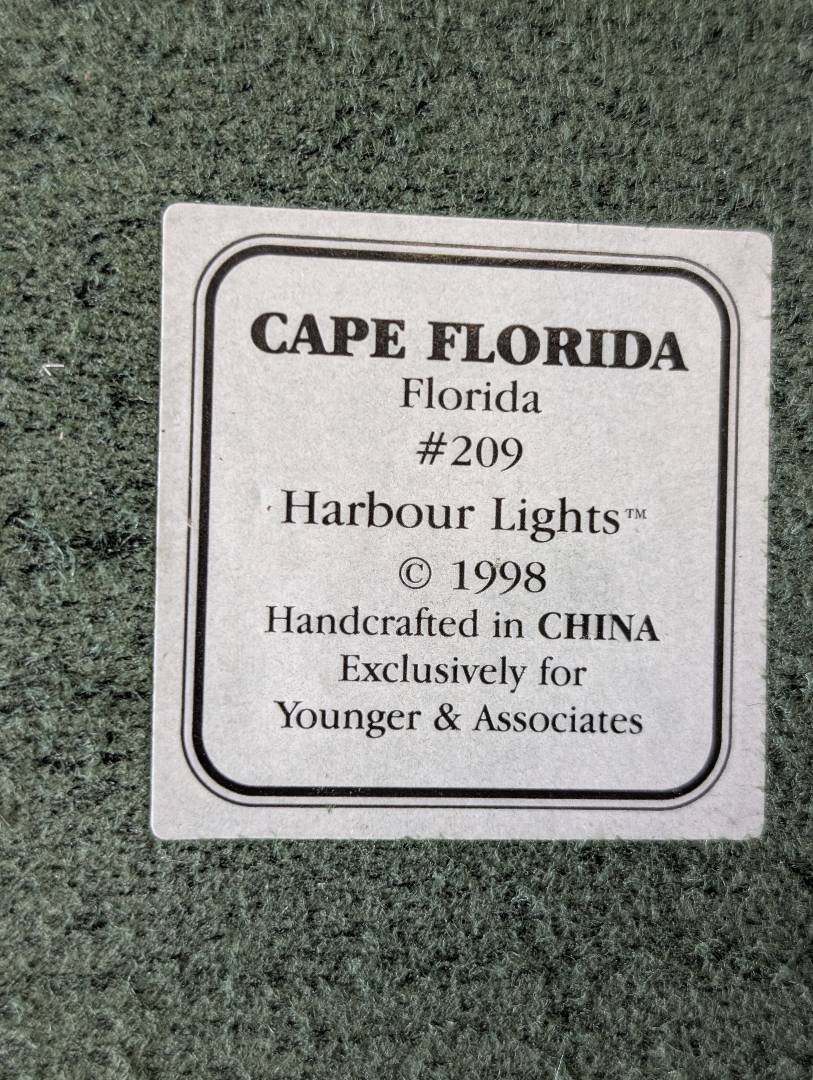 CAPE FLORIDA
Florida
#209
Harbour Lights™
© 1998
Handcrafted in CHINA
Exclusively for
Younger & Associates